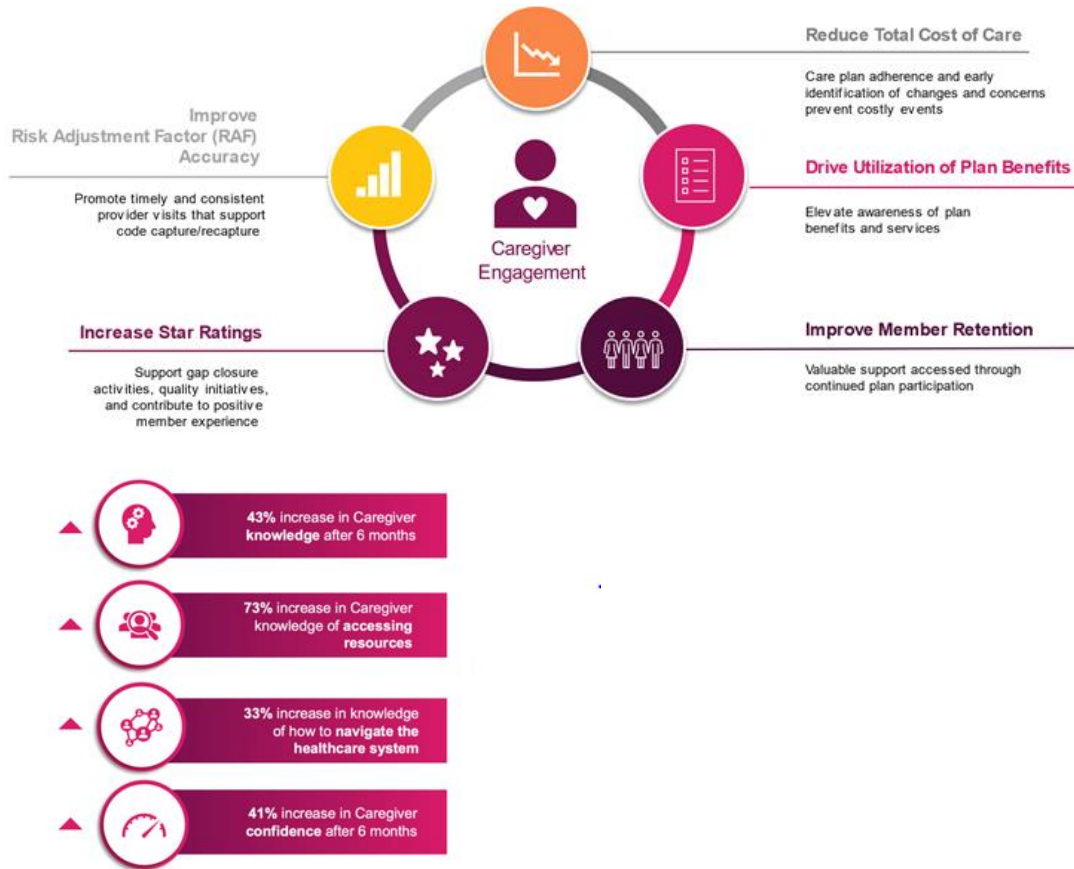 Reduce Total Cost of Care
Care plan adherence and early
identification of changes and concerns
prevent costly events
Improve
Risk Adjustment Factor (RAF)
Accuracy
Promote timely and consistent
provider visits that support
code capture/recapture
Drive Utilization of Plan Benefits
Elevate awareness of plan
benefits and services
Caregiver
Engagement
Increase Star Ratings
Support gap closure
activities, quality initiatives,
and contribute to positive
member experience
Improve Member Retention
Valuable support accessed through
continued plan participation
43% increase in Caregiver
knowledge after 6 months
73% increase in Caregiver
knowledge of accessing
resources
33% increase in knowledge
of how to navigate the
healthcare system
41% increase in Caregiver
confidence after 6 months